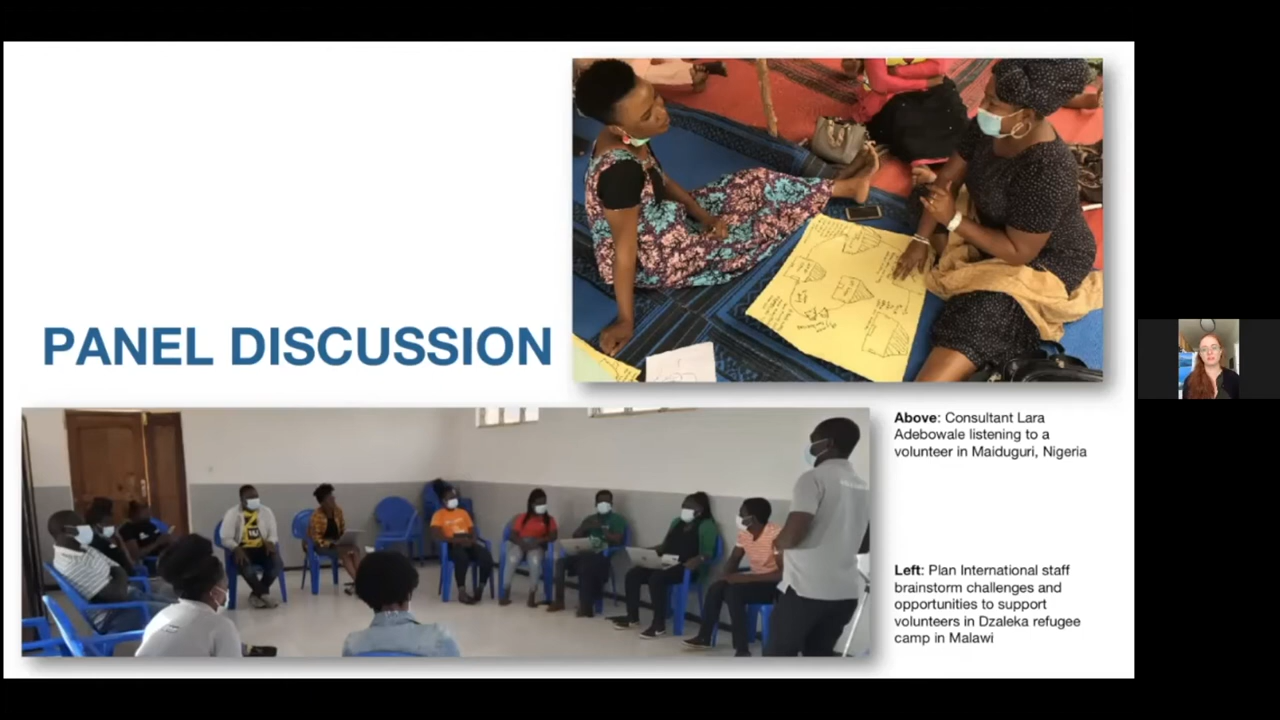 PANEL DISCUSSION
Above: Consultant Lara
Adebowale listening to a
volunteer in Maiduguri, Nigeria
Left: Plan International staff
brainstorm challenges and
opportunities to support
volunteers in Dzaleka refugee
camp in Malawi